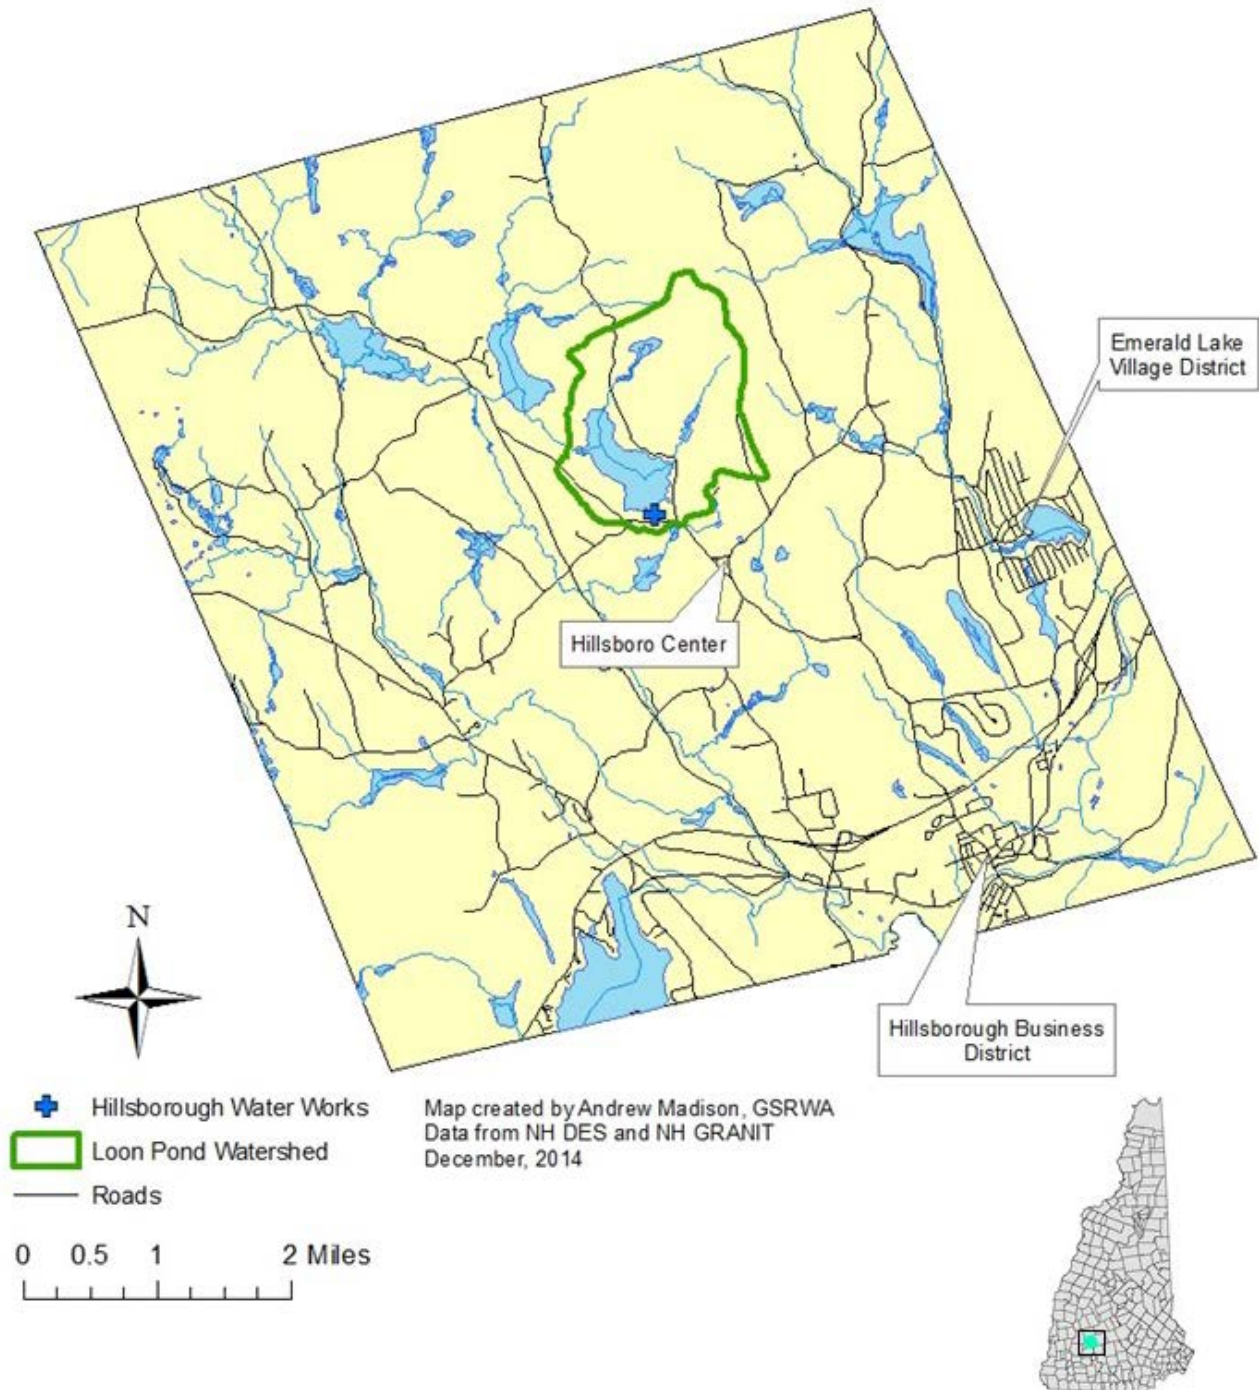 Emerald Lake
Village District
Hillsboro Center
Hillsborough Business
District
N
Hillsborough Water Works
Loon Pond Watershed
Roads
Map created by Andrew Madison, GSRWA
Data from NH DES and NH GRANIT
December, 2014
0 0.5 1 2 Miles